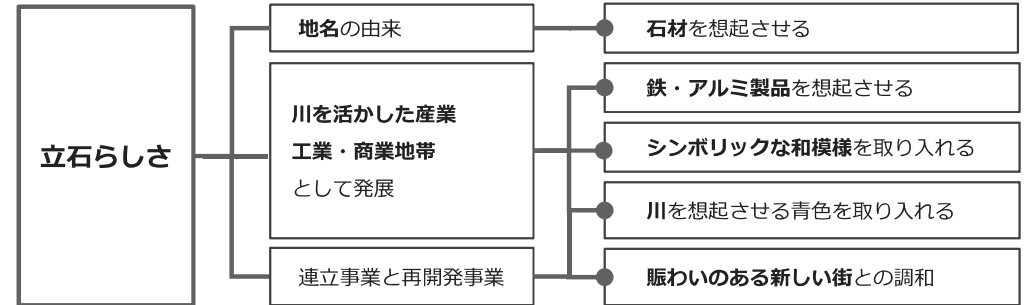 立石らしさ
地名の由来
川を活かした産業
工業・商業地帯
として発展
連立事業と再開発事業
石材を想起させる
鉄・アルミ製品を想起させる
シンボリックな和模様を取り入れる
川を想起させる青色を取り入れる
賑わいのある新しい街との調和